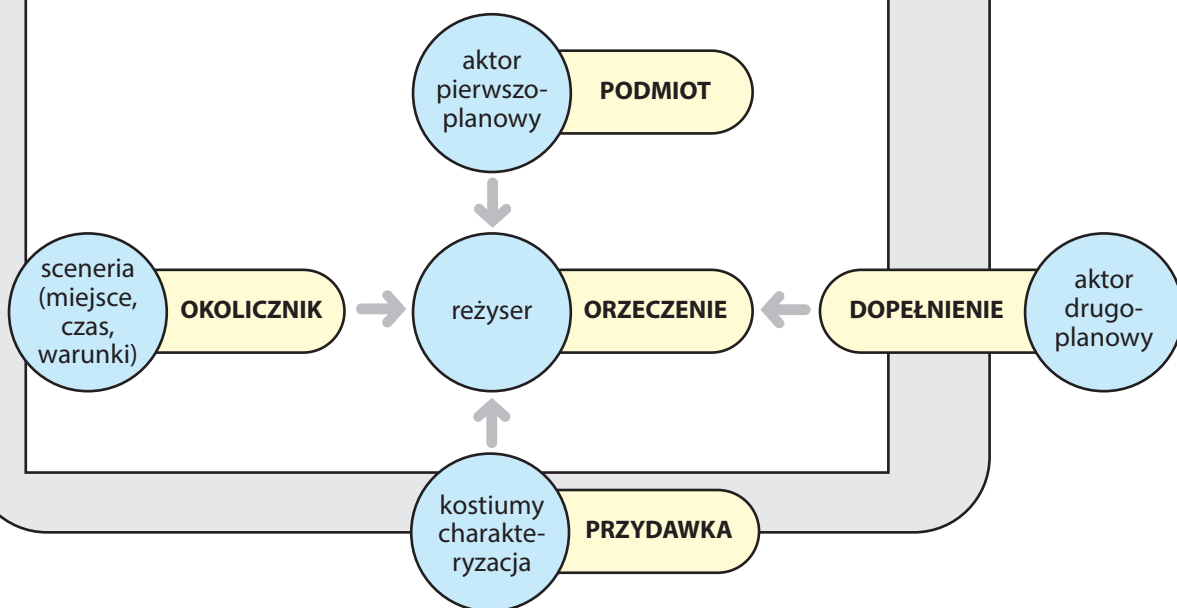 aktor
pierwszo-
planowy
PODMIOT
sceneria
(miejsce,
czas,
warunki)
OKOLICZNIK
reżyser
ORZECZENIE
DOPEŁNIENIE
aktor
drugo-
planowy
kostiumy
charakte-
ryzacja
PRZYDAWKA